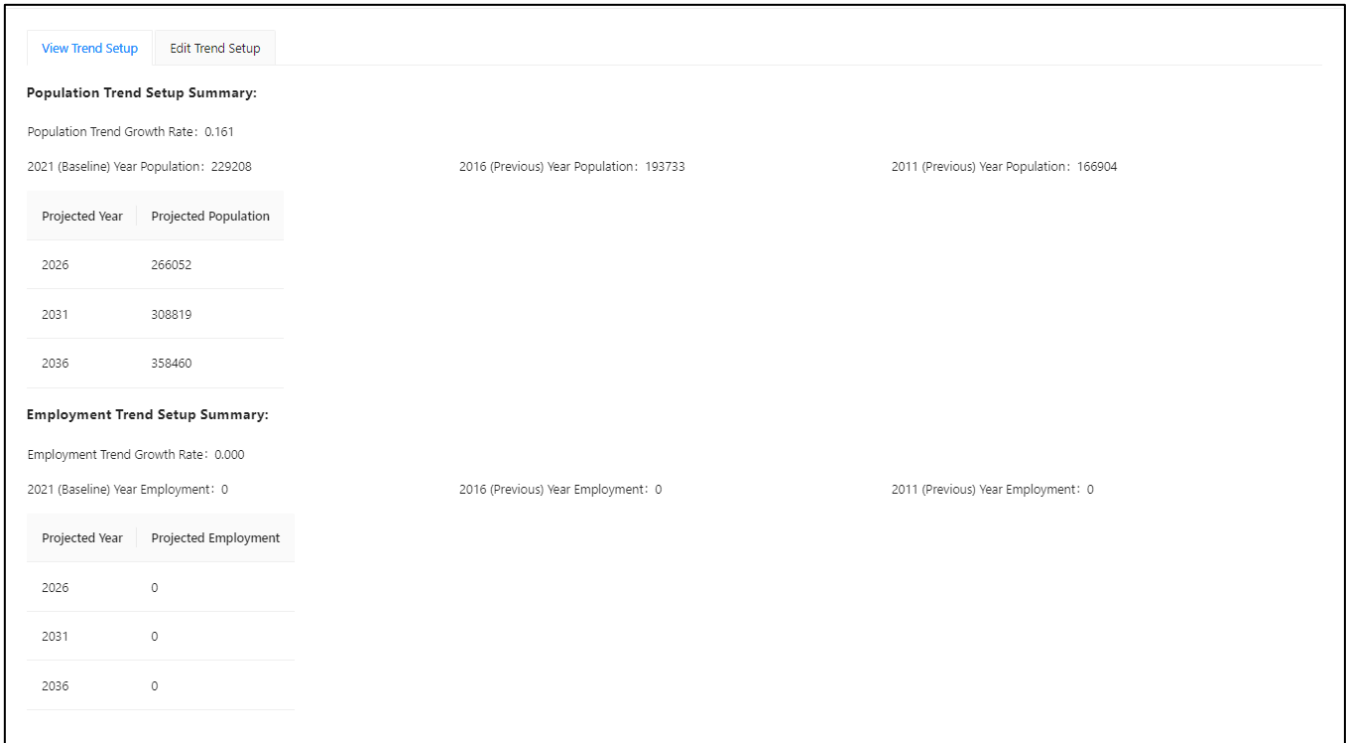 View Trend Setup Edit Trend Setup
Population Trend Setup Summary:
Population Trend Growth Rate: 0.161
2021 (Baseline) Year Population: 229208 2016 (Previous) Year Population: 193733 2011 (Previous) Year Population: 166904
Projected Year Projected Population
2026 266052
2031 308819
2036 358460
Employment Trend Setup Summary:
Employment Trend Growth Rate: 0.000
2021 (Baseline) Year Employment: 0 2016 (Previous) Year Employment: 0 2011 (Previous) Year Employment: 0
Projected Year Projected Employment
2026 0
2031 0
2036 0